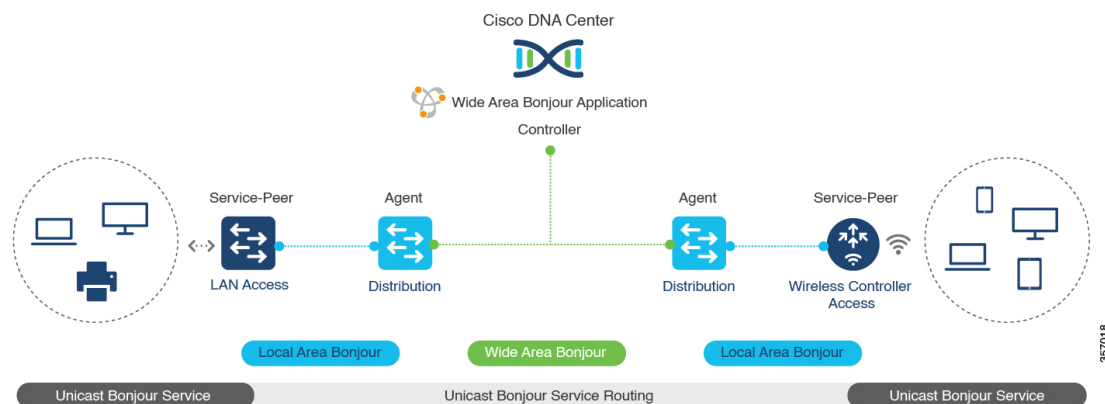 Cisco DNA Center
Wide Area Bonjour Application
Controller
Service-Peer
Agent
Agent
Service-Peer
LAN Access
Distribution
Distribution
Wireless Controller
Access
Local Area Bonjour
Wide Area Bonjour
Local Area Bonjour
Unicast Bonjour Service
Unicast Bonjour Service Routing
Unicast Bonjour Service
357018